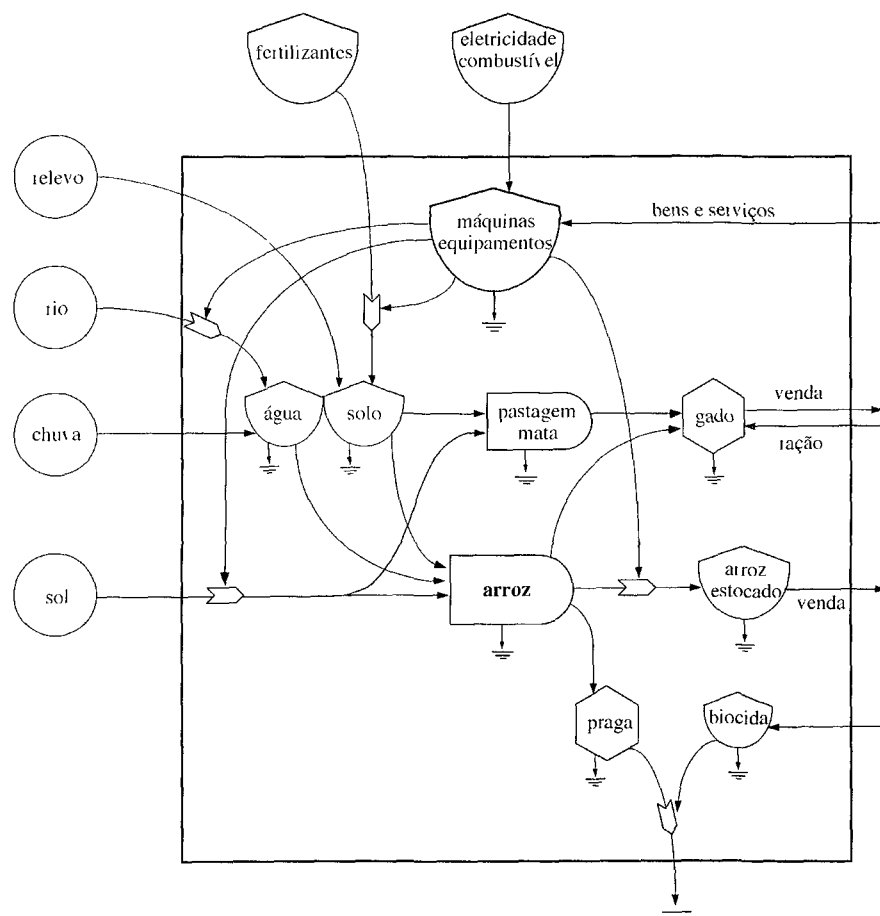 fertilizantes
eletricidade
combustível
relevo
máquinas
equipamentos
bens e serviços
rio
água
solo
pastagem
mata
gado
venda
ração
chuva
sol
arroz
arroz
estocado
venda
praga
biocida